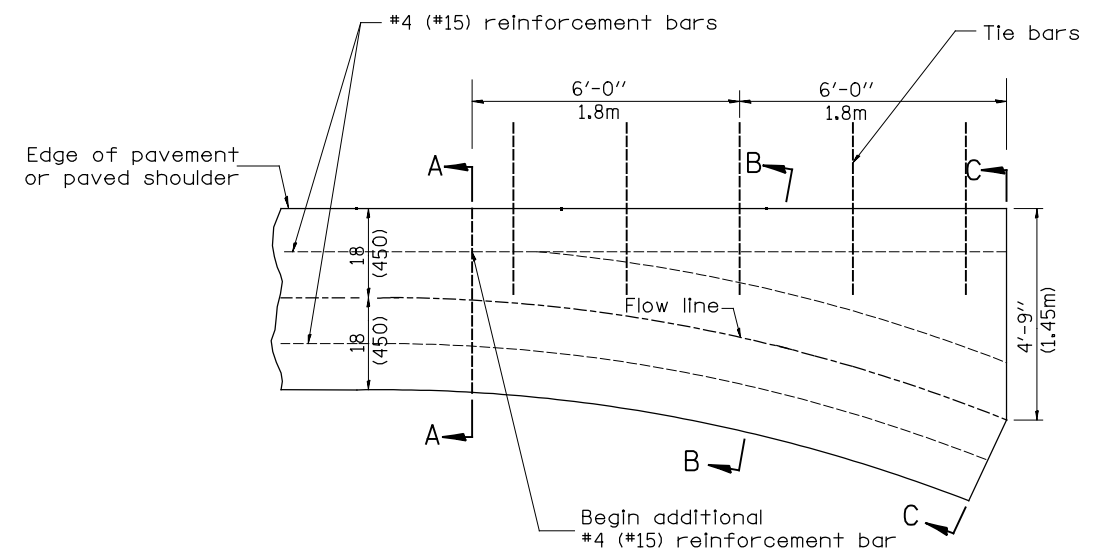 #4 (#15) reinforcement bars
Tie bars
6'-0"
1.8m
6'-0"
1.8m
Edge of pavement
or paved shoulder
A
B
C
18
(450)
Flow line
18
(450)
4'-9"
(1.45m)
A
B
C
Begin additional
#4 (#15) reinforcement bar